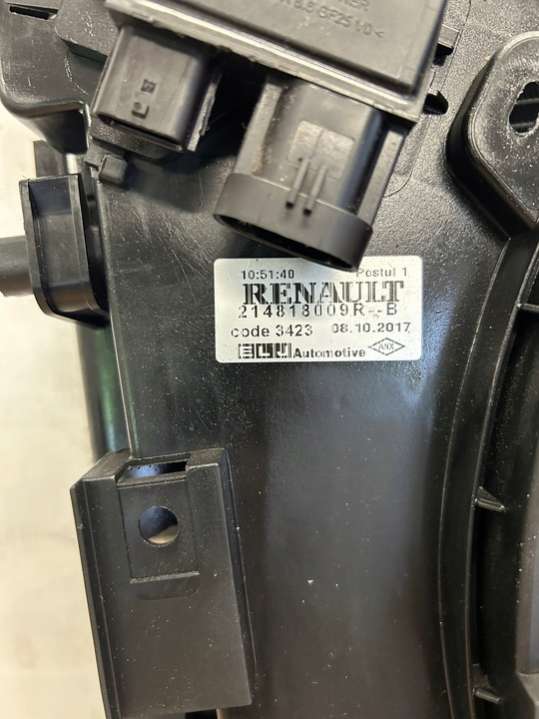 10:51:40 Postul 1
RENAULT
214818009R--B
code 3423 08.10.2017
Automotive